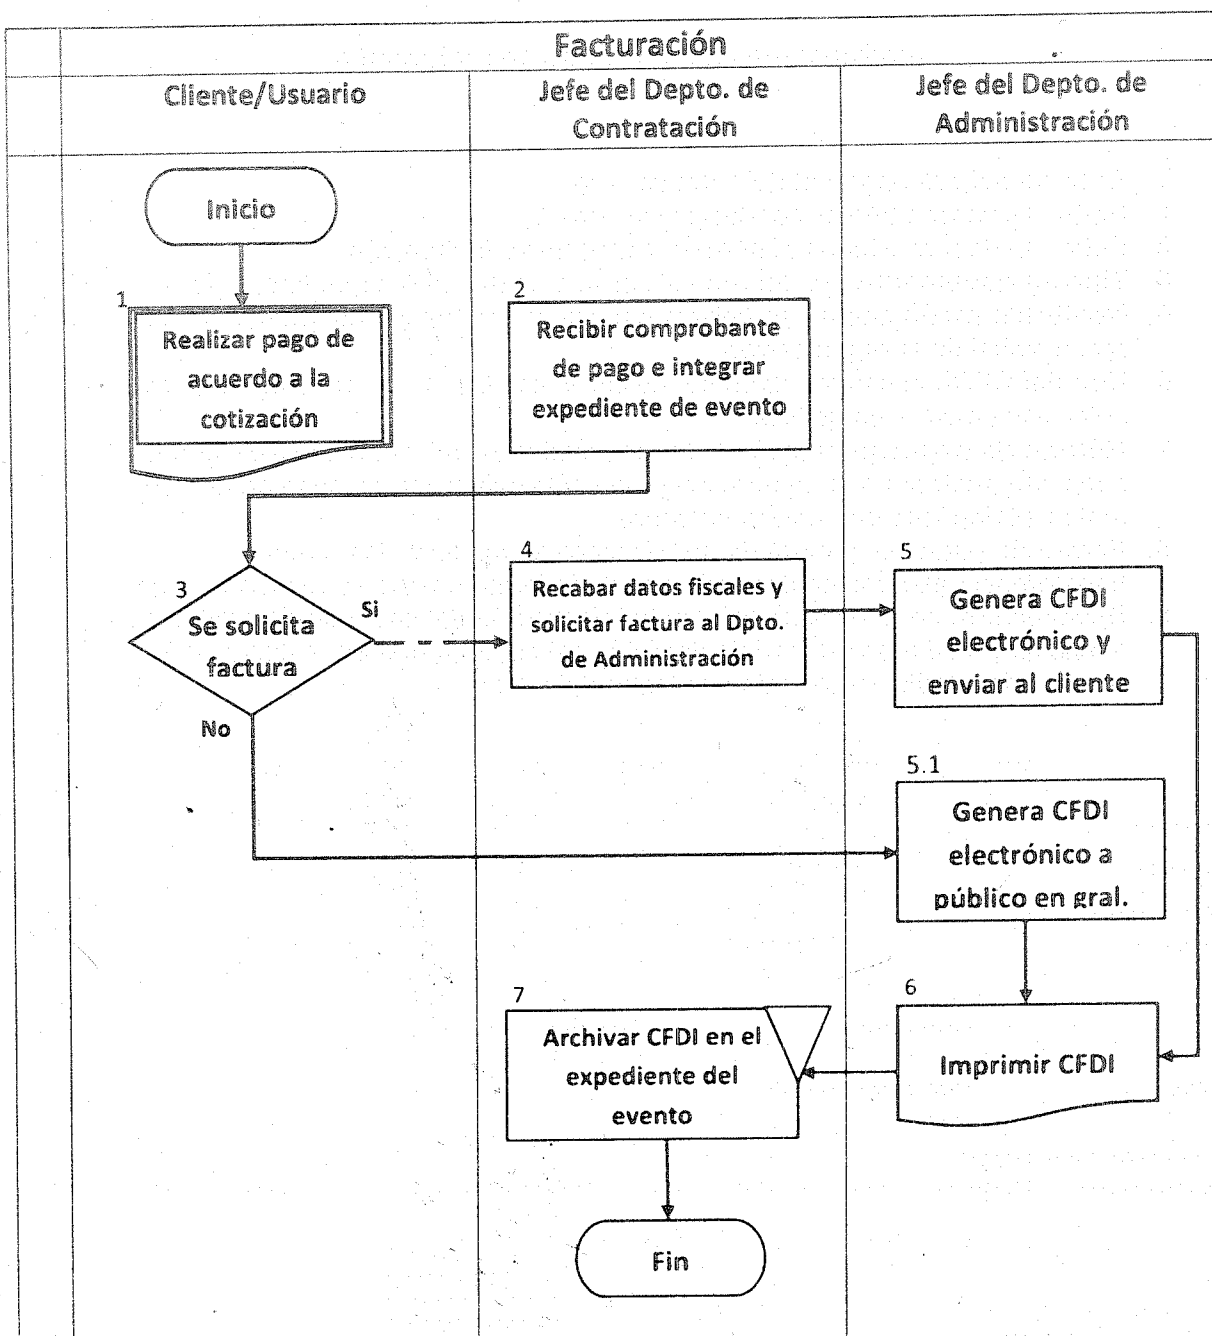 Facturación
Cliente/Usuario
Jefe del Depto. de
Contratación
Jefe del Depto. de
Administración
Inicio
1
Realizar pago de
acuerdo a la
cotización
2
Recibir comprobante
de pago e integrar
expediente de evento
3
Se solicita
factura
Si
No
4
Recabar datos fiscales y
solicitar factura al Dpto.
de Administración
5
Genera CFDI
electrónico y
enviar al cliente
5.1
Genera CFDI
electrónico a
público en gral.
6
Imprimir CFDI
7
Archivar CFDI en el
expediente del
evento
Fin